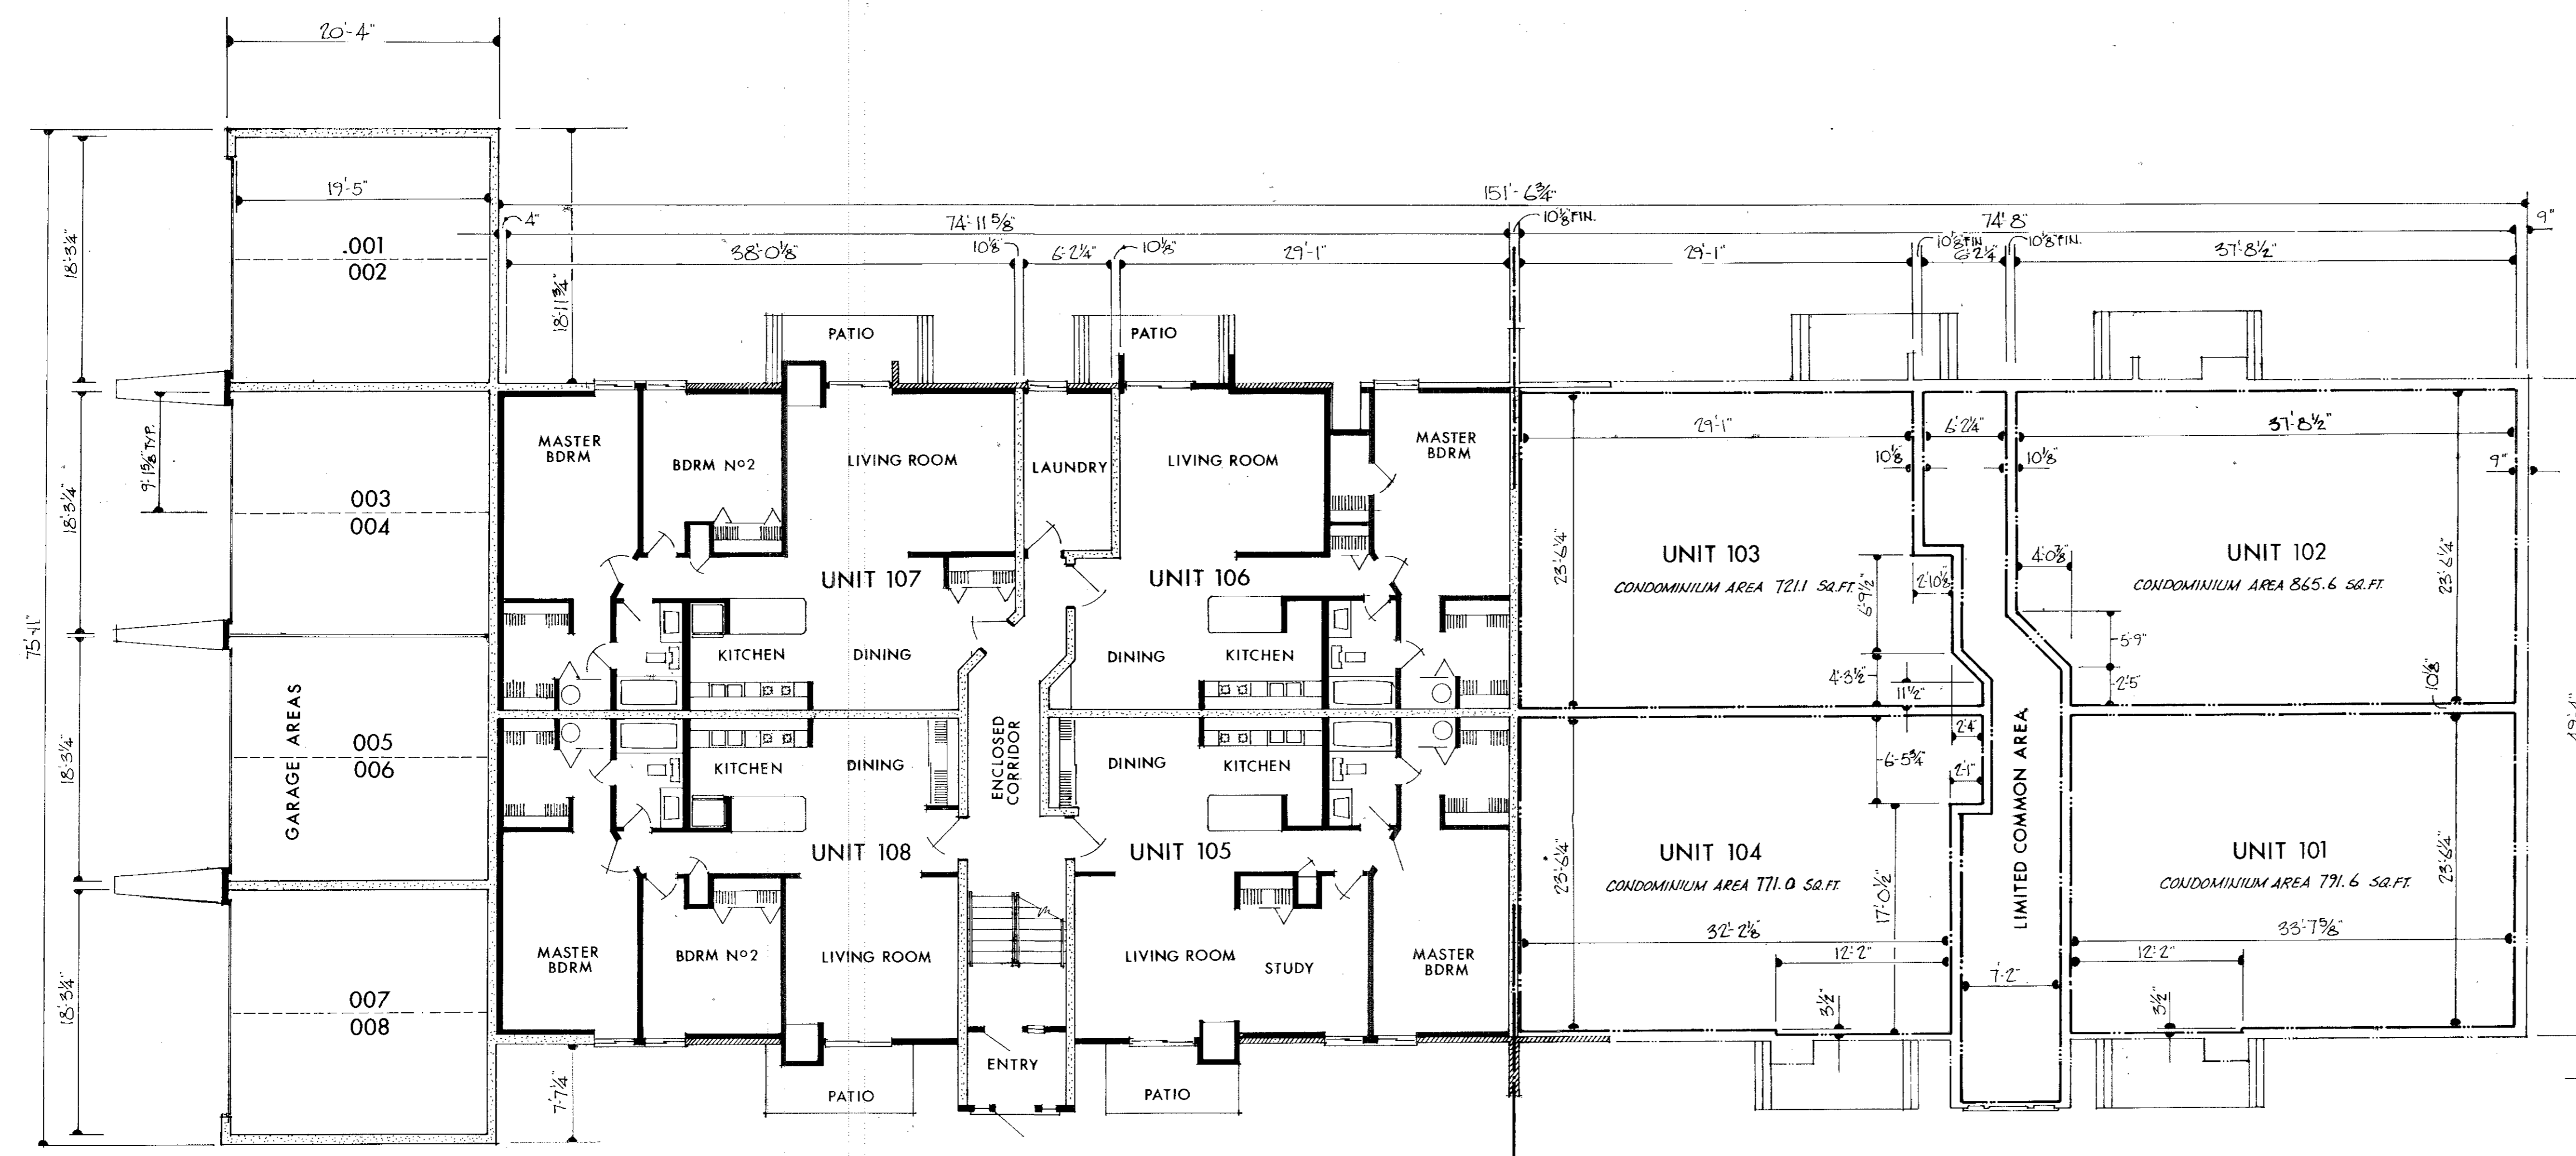 20'-4"
19'-5"
.001
002
18'-3¼"
18'-11¾"
151'-6¾"
4"
74'-11 5/8"
10⅛" FIN.
74'-8"
9"
38'-0⅛"
10⅛"
6'-2¼"
10⅛"
29'-1"
29'-1"
10⅛" FIN.
6'-2¼"
10⅛" FIN.
37'-8½"
PATIO
PATIO
75'-11"
18'-3¼"
9'-1⅝" TYP.
003
004
MASTER
BDRM
BDRM Nº2
LIVING ROOM
LAUNDRY
LIVING ROOM
MASTER
BDRM
29'-1"
6'-2¼"
37'-8½"
10⅛"
10⅛"
9"
UNIT 107
UNIT 106
UNIT 103
CONDOMINIUM AREA 721.1 SQ.FT.
23'-6¼"
6'-9½"
2'-10⅛"
4'-0⅞"
UNIT 102
CONDOMINIUM AREA 865.6 SQ.FT.
23'-6¼"
KITCHEN
DINING
DINING
KITCHEN
4'-3½"
11½"
5'-9"
2'-5"
10⅛"
18'-3¼"
GARAGE AREAS
005
006
KITCHEN
DINING
ENCLOSED
CORRIDOR
DINING
KITCHEN
2'-4"
6'-5¾"
2'-1"
LIMITED COMMON AREA
UNIT 108
UNIT 105
UNIT 104
CONDOMINIUM AREA 771.0 SQ.FT.
23'-6¼"
17'-0½"
UNIT 101
CONDOMINIUM AREA 791.6 SQ.FT.
23'-6¼"
18'-3¼"
007
008
MASTER
BDRM
BDRM Nº2
LIVING ROOM
LIVING ROOM
STUDY
MASTER
BDRM
32'-2⅛"
12'-2"
33'-7⅝"
12'-2"
7'-2"
3½"
3½"
7'-7¼"
ENTRY
PATIO
PATIO